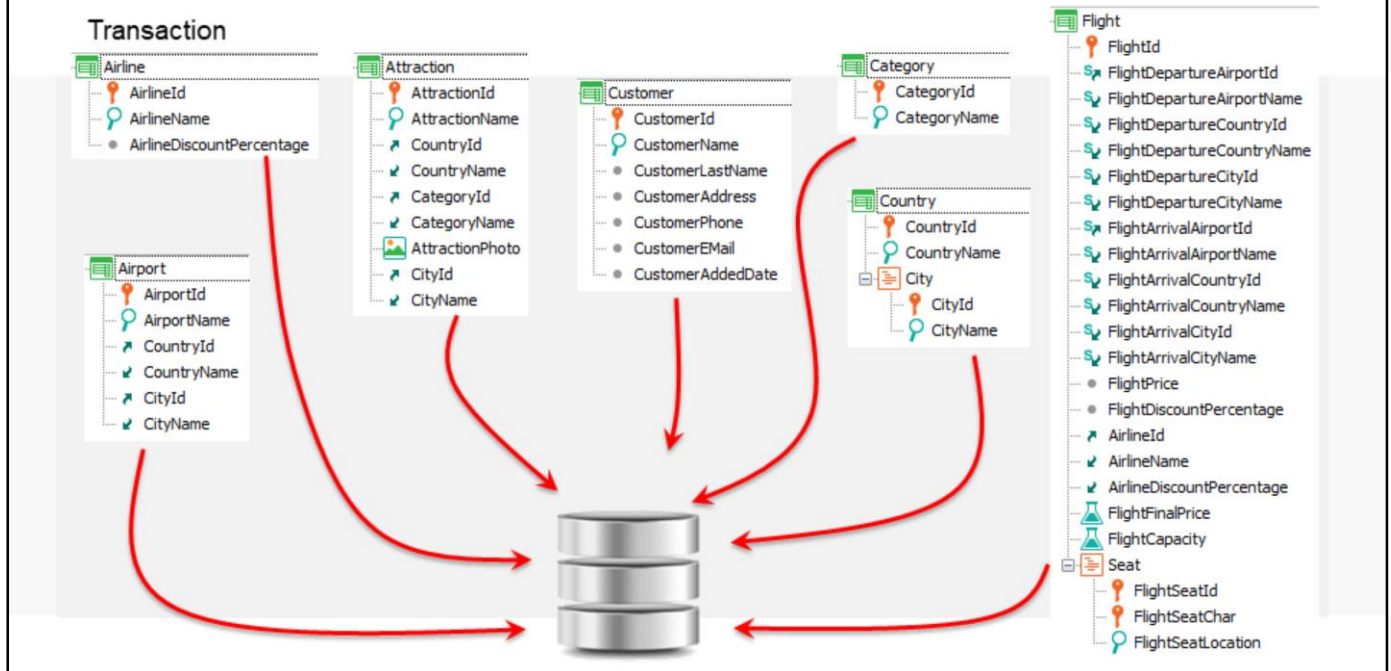 Transaction
Airline
AirlineId
AirlineName
AirlineDiscountPercentage
Airport
AirportId
AirportName
CountryId
CountryName
CityId
CityName
Attraction
AttractionId
AttractionName
CountryId
CountryName
CategoryId
CategoryName
AttractionPhoto
CityId
CityName
Customer
CustomerId
CustomerName
CustomerLastName
CustomerAddress
CustomerPhone
CustomerEMail
CustomerAddedDate
Category
CategoryId
CategoryName
Country
CountryId
CountryName
City
CityId
CityName
Flight
FlightId
FlightDepartureAirportId
FlightDepartureAirportName
FlightDepartureCountryId
FlightDepartureCountryName
FlightDepartureCityId
FlightDepartureCityName
FlightArrivalAirportId
FlightArrivalAirportName
FlightArrivalCountryId
FlightArrivalCountryName
FlightArrivalCityId
FlightArrivalCityName
FlightPrice
FlightDiscountPercentage
AirlineId
AirlineName
AirlineDiscountPercentage
FlightFinalPrice
FlightCapacity
Seat
FlightSeatId
FlightSeatChar
FlightSeatLocation